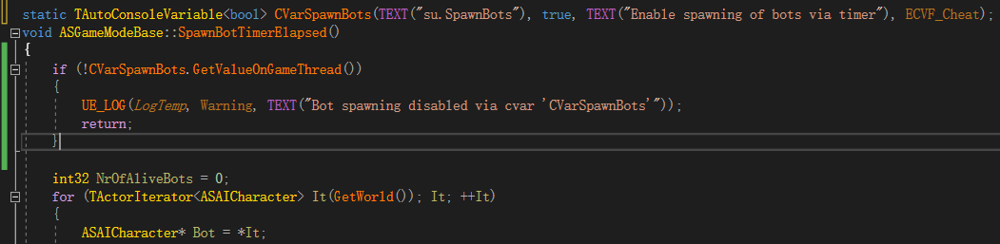 static TAutoConsoleVariable<bool> CVarSpawnBots(TEXT("su.SpawnBots"), true, TEXT("Enable spawning of bots via timer"), ECVF_Cheat);
void ASGameModeBase::SpawnBotTimerElapsed()
{
if (!CVarSpawnBots.GetValueOnGameThread())
{
UE_LOG(LogTemp, Warning, TEXT("Bot spawning disabled via cvar 'CVarSpawnBots'"));
return;
}
int32 NrOfAliveBots = 0;
for (TActorIterator<ASAICharacter> It(GetWorld()); It; ++It)
{
ASAICharacter* Bot = *It;